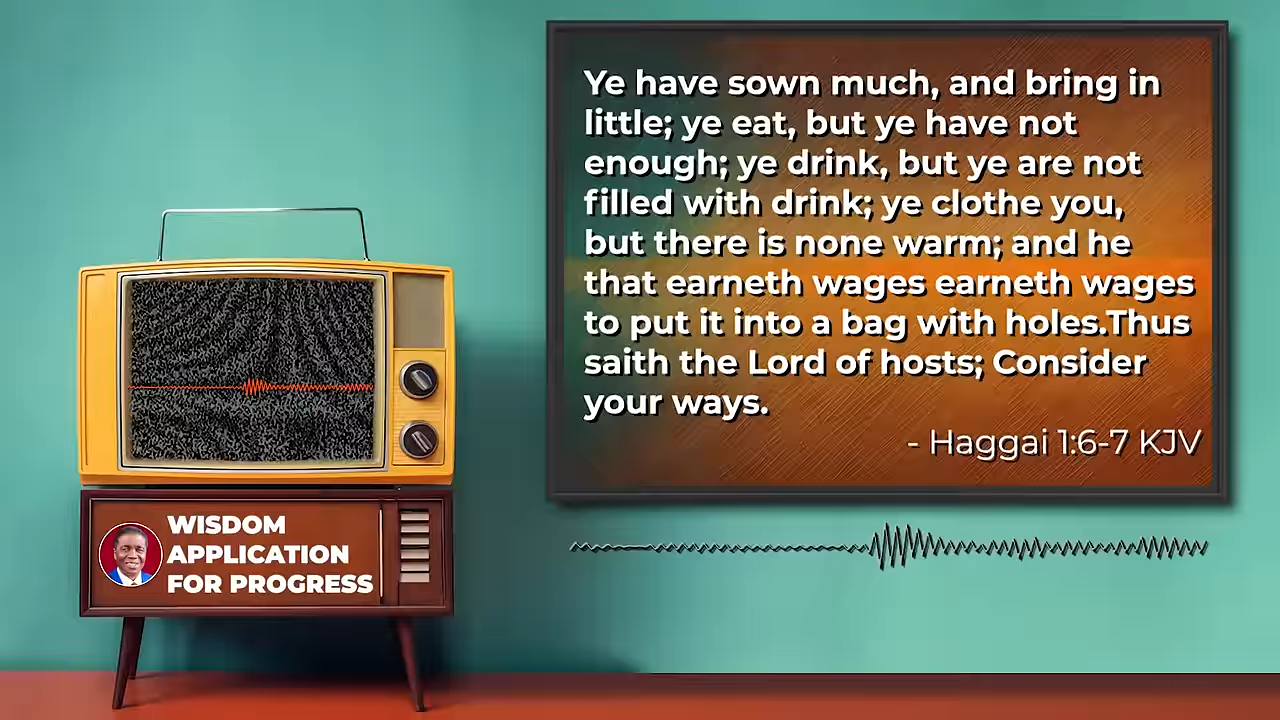 Ye have sown much, and bring in
little; ye eat, but ye have not
enough; ye drink, but ye are not
filled with drink; ye clothe you,
but there is none warm; and he
that earneth wages earneth wages
to put it into a bag with holes.Thus
saith the Lord of hosts; Consider
your ways.
- Haggai 1:6-7 KJV
WISDOM
APPLICATION
FOR PROGRESS